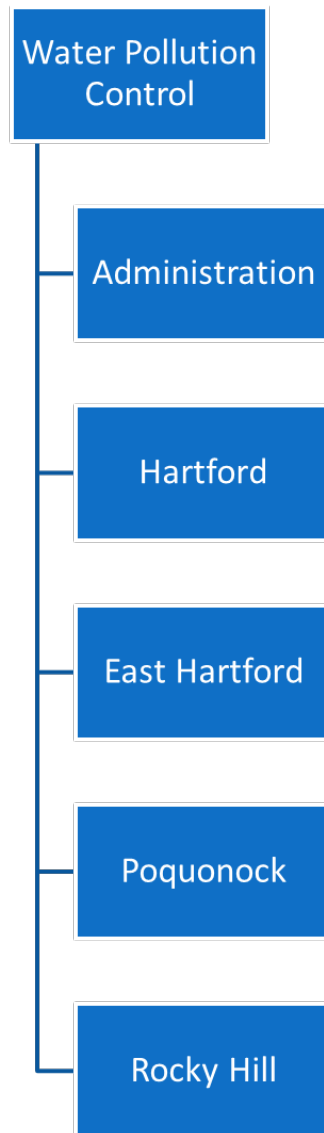 Water Pollution
Control
Administration
Hartford
East Hartford
Poquonock
Rocky Hill